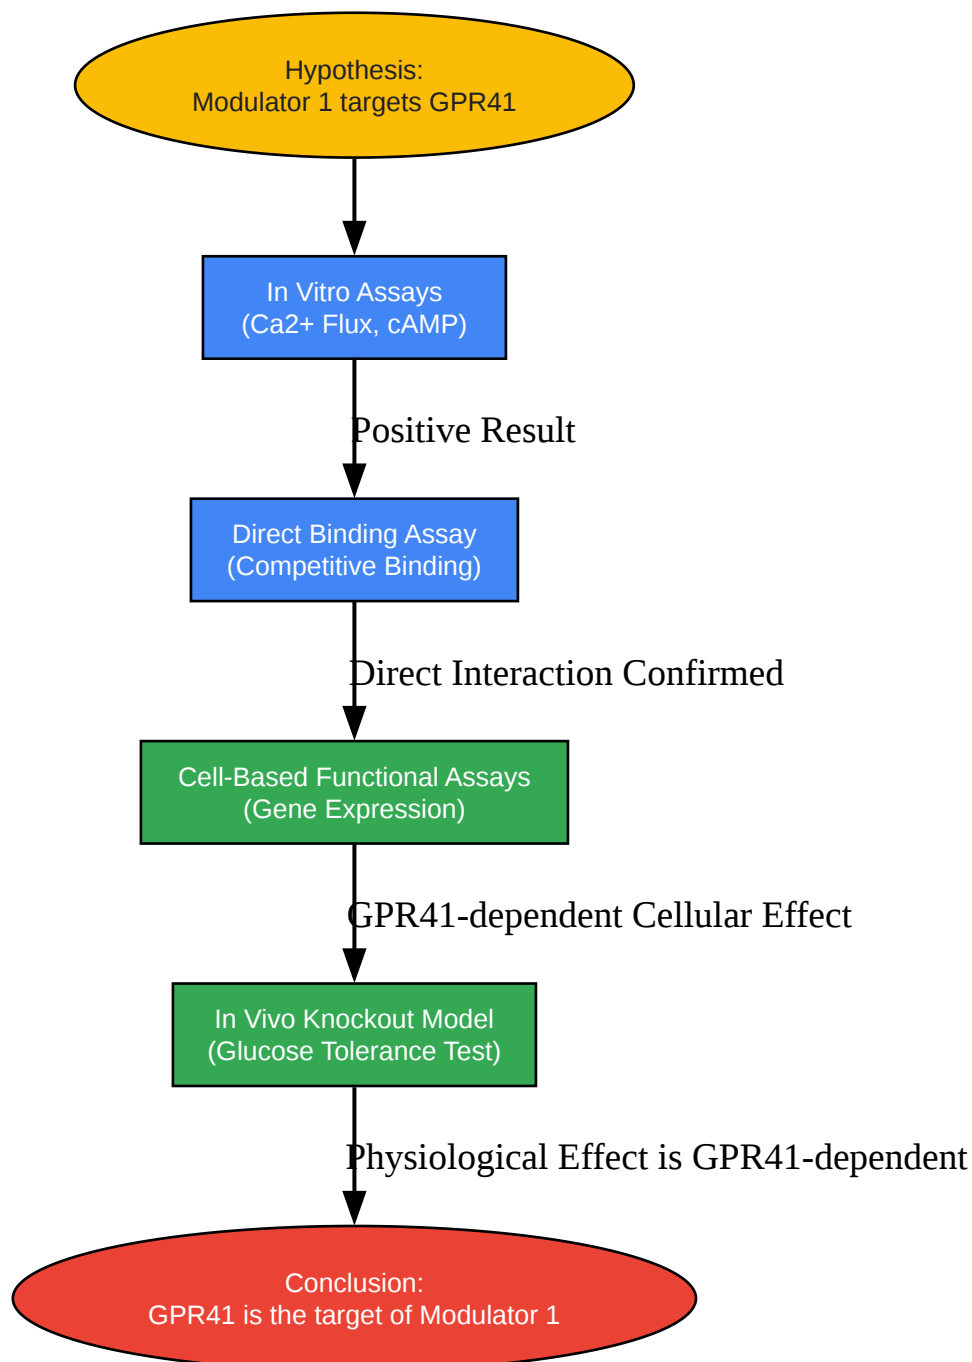 Hypothesis:
Modulator 1 targets GPR41
In Vitro Assays
(Ca2+ Flux, cAMP)
Positive Result
Direct Binding Assay
(Competitive Binding)
Direct Interaction Confirmed
Cell-Based Functional Assays
(Gene Expression)
GPR41-dependent Cellular Effect
In Vivo Knockout Model
(Glucose Tolerance Test)
Physiological Effect is GPR41-dependent
Conclusion:
GPR41 is the target of Modulator 1